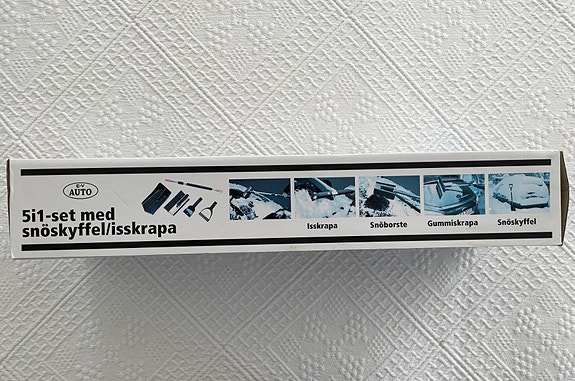 E-V
AUTO
5i1-set med
snöskyffel/isskrapa
Isskrapa
Snöborste
Gummiskrapa
Snöskyffel